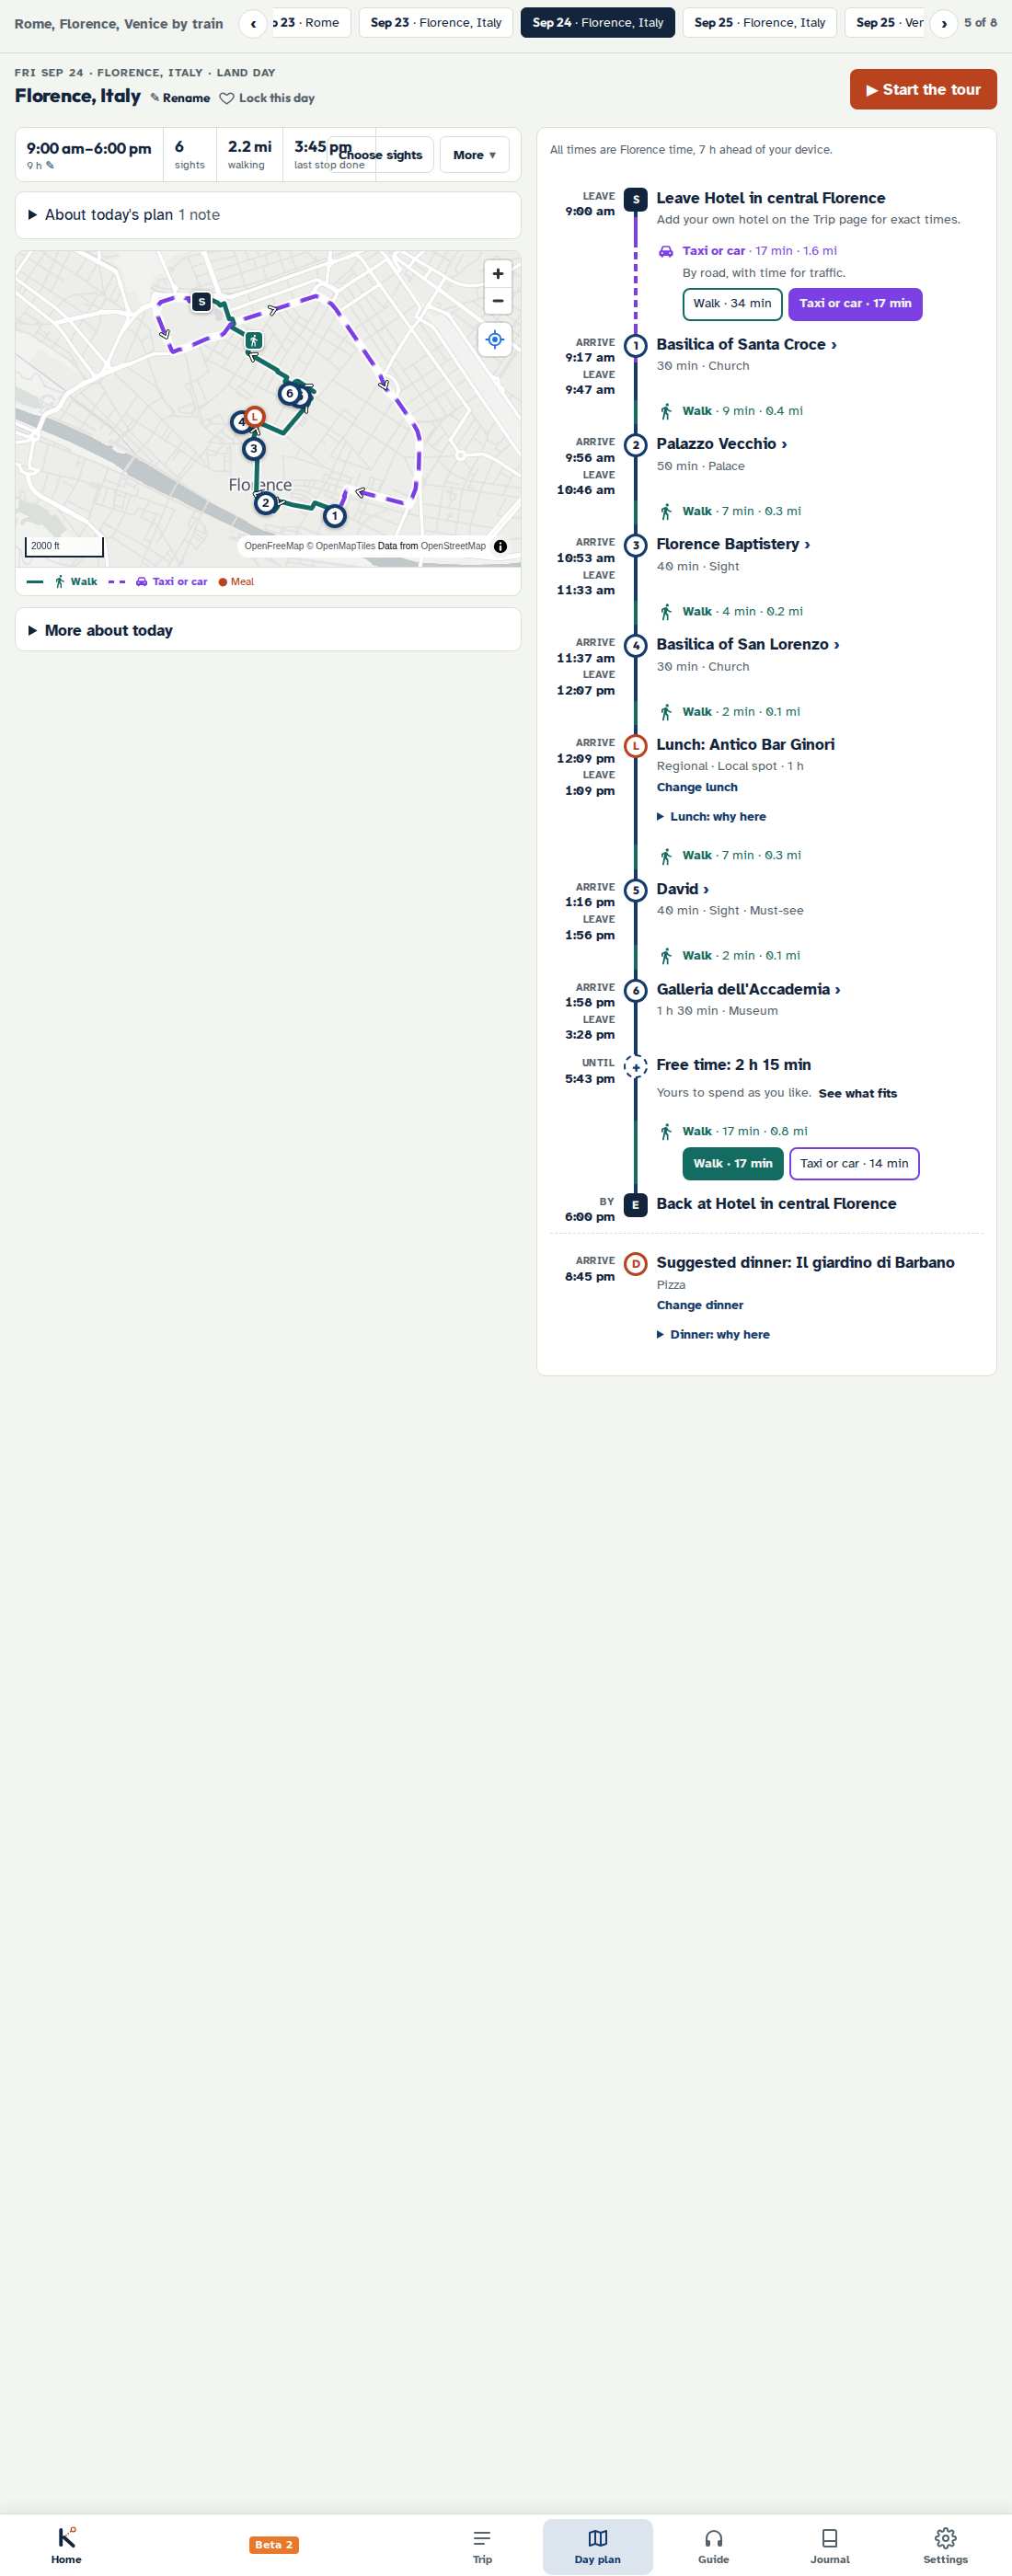 Rome, Florence, Venice by train
‹
23 · Rome
Sep 23 · Florence, Italy
Sep 24 · Florence, Italy
Sep 25 · Florence, Italy
Sep 25 · Ven
›
5 of 8
FRI SEP 24 · FLORENCE, ITALY · LAND DAY
Florence, Italy ✎ Rename Lock this day
▶ Start the tour
9:00 am–6:00 pm
9 h ✎
6
sights
2.2 mi
walking
3:45 pm
last stop done
Choose sights
More ▾
▶ About today's plan 1 note
S
6
4
L
3
Florence
2
1
+
−
2000 ft
OpenFreeMap © OpenMapTiles Data from OpenStreetMap
Walk
Taxi or car
Meal
▶ More about today
All times are Florence time, 7 h ahead of your device.
LEAVE
9:00 am
S
Leave Hotel in central Florence
Add your own hotel on the Trip page for exact times.
Taxi or car · 17 min · 1.6 mi
By road, with time for traffic.
Walk · 34 min
Taxi or car · 17 min
ARRIVE
9:17 am
LEAVE
9:47 am
1
Basilica of Santa Croce ›
30 min · Church
Walk · 9 min · 0.4 mi
ARRIVE
9:56 am
LEAVE
10:46 am
2
Palazzo Vecchio ›
50 min · Palace
Walk · 7 min · 0.3 mi
ARRIVE
10:53 am
LEAVE
11:33 am
3
Florence Baptistery ›
40 min · Sight
Walk · 4 min · 0.2 mi
ARRIVE
11:37 am
LEAVE
12:07 pm
4
Basilica of San Lorenzo ›
30 min · Church
Walk · 2 min · 0.1 mi
ARRIVE
12:09 pm
LEAVE
1:09 pm
L
Lunch: Antico Bar Ginori
Regional · Local spot · 1 h
Change lunch
▶ Lunch: why here
Walk · 7 min · 0.3 mi
ARRIVE
1:16 pm
LEAVE
1:56 pm
5
David ›
40 min · Sight · Must-see
Walk · 2 min · 0.1 mi
ARRIVE
1:58 pm
LEAVE
3:28 pm
6
Galleria dell'Accademia ›
1 h 30 min · Museum
UNTIL
5:43 pm
+
Free time: 2 h 15 min
Yours to spend as you like. See what fits
Walk · 17 min · 0.8 mi
Walk · 17 min
Taxi or car · 14 min
BY
6:00 pm
E
Back at Hotel in central Florence
ARRIVE
8:45 pm
D
Suggested dinner: Il giardino di Barbano
Pizza
Change dinner
▶ Dinner: why here
Home
Beta 2
Trip
Day plan
Guide
Journal
Settings